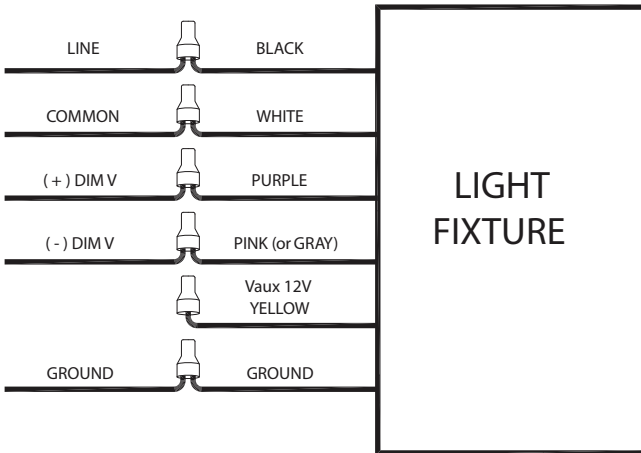 LINE BLACK
COMMON WHITE
( + ) DIM V PURPLE
LIGHT
FIXTURE
( - ) DIM V PINK (or GRAY)
Vaux 12V
YELLOW
GROUND GROUND